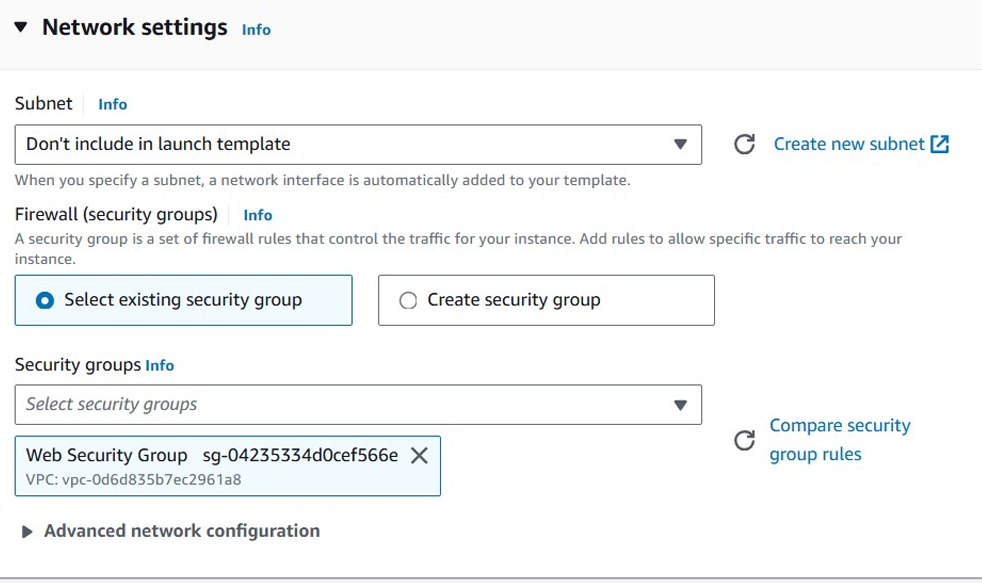 Network settings Info
Subnet Info
Don't include in launch template
Create new subnet
When you specify a subnet, a network interface is automatically added to your template.
Firewall (security groups) Info
A security group is a set of firewall rules that control the traffic for your instance. Add rules to allow specific traffic to reach your
instance.
Select existing security group
Create security group
Security groups Info
Select security groups
Compare security
group rules
Web Security Group sg-04235334d0cef566e
VPC: vpc-0d6d835b7ec2961a8
Advanced network configuration